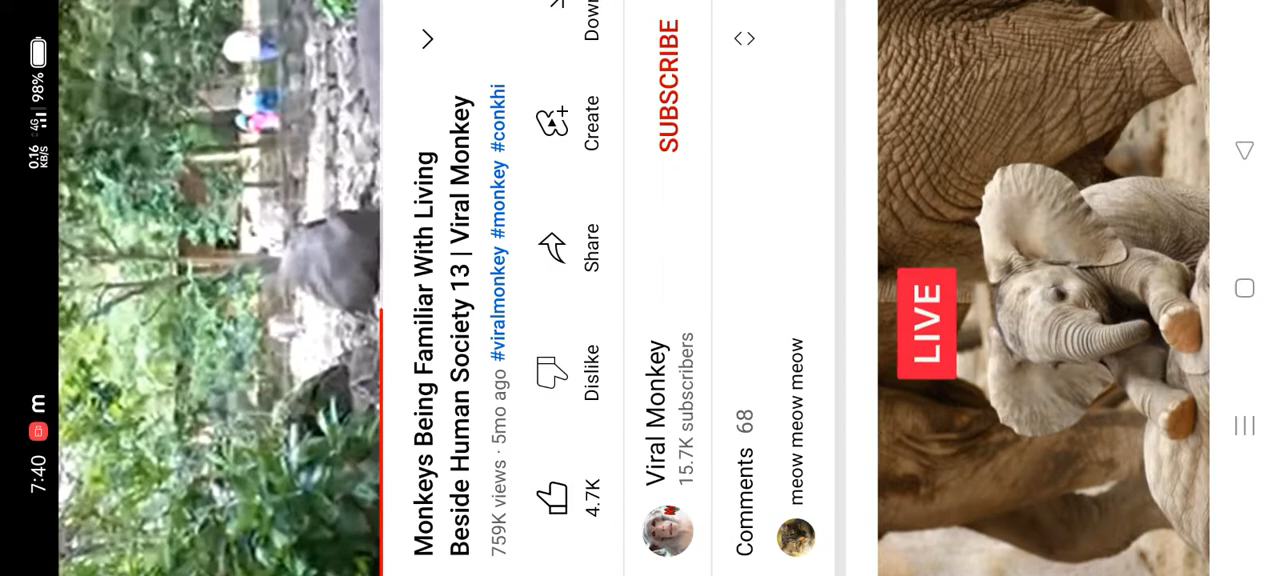 7:40 m 0.16 KB/S 4G 98%
Monkeys Being Familiar With Living
Beside Human Society 13 | Viral Monkey
759K views · 5mo ago #viralmonkey #monkey #conkhi
4.7K Dislike Share Create Down
Viral Monkey SUBSCRIBE
15.7K subscribers
Comments 68
meow meow meow
LIVE